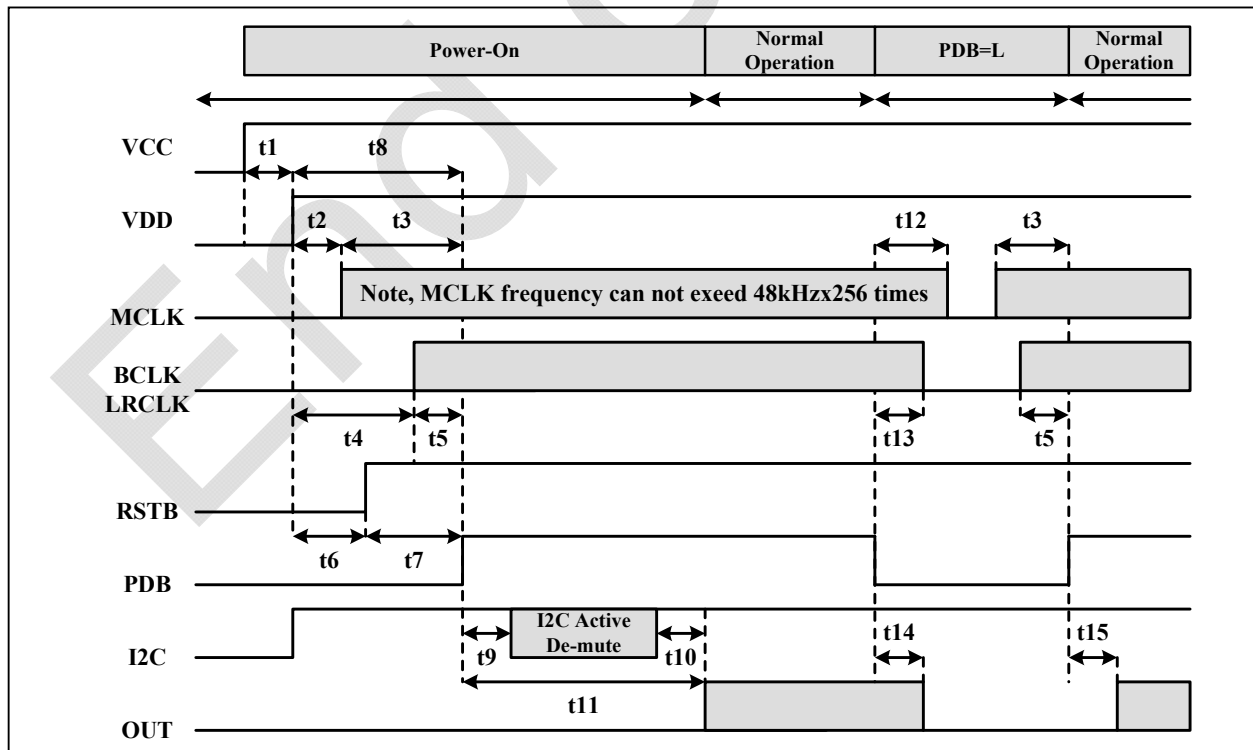 Power-On
Normal
Operation
PDB=L
Normal
Operation
VCC
t1
t8
VDD
t2
t3
t12
t3
MCLK
Note, MCLK frequency can not exeed 48kHzx256 times
BCLK
LRCLK
t4
t5
t13
t5
RSTB
t6
t7
PDB
I2C
t9
I2C Active
De-mute
t10
t14
t15
t11
OUT